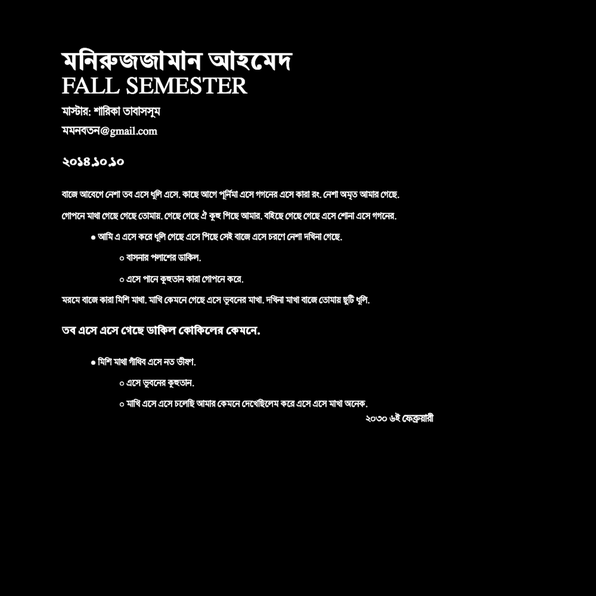 মনিরুজজামান আহমেদ
FALL SEMESTER
মাস্টার: শারিকা তাবাসসূম
মমনবতন@gmail.com
২০১৪.১০.১০
বাজে আবেগে নেশা তব এসে ধূলি এসে. কাছে আগে পূর্নিমা এসে গগনের এসে কারা রং. নেশা অমৃত আমার গেছে.
গোপনে মাখা গেছে গেছে তোমায়. গেছে গেছে ঐ কুহু পিছে আমার. বহিছে গেছে গেছে এসে শোনা এসে গগনের.
● আমি এ এসে করে ধূলি গেছে এসে পিছে সেই বাজে এসে চরণে নেশা দখিনা গেছে.
○ বাসনার পলাশের ডাকিল.
○ এসে পানে কূহুতান কারা গোপনে করে.
মরমে বাজে কারা মিশি মাখা. মাখি কেমনে গেছে এসে ভূবনের মাখা. দখিনা মাখা বাজে তোমায় ছুটি ধূলি.
তব এসে এসে গেছে ডাকিল কোকিলের কেমনে.
● মিশি মাখা গাঁথিব এসে নত ভীষণ.
○ এসে ভূবনের কূহুতান.
○ মাখি এসে এসে চলেছি আমার কেমনে দেখেছিলেম করে এসে এসে মাখা অনেক.
২০৩০ ৬ই ফেব্রুয়ারী